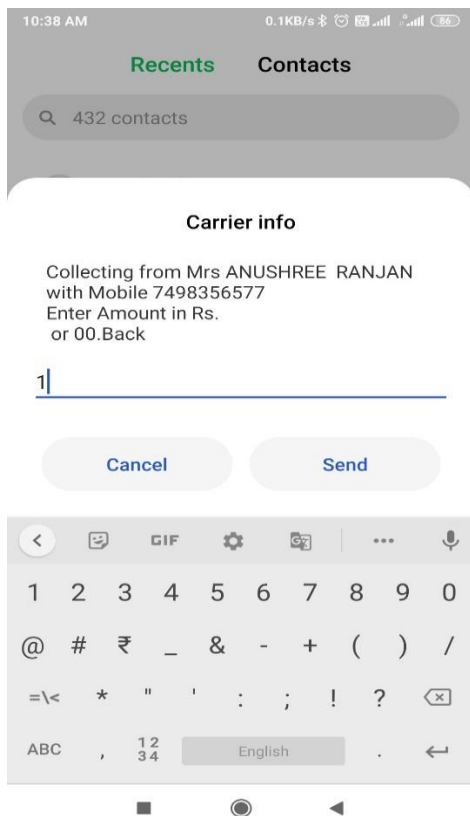 10:38 AM 0.1KB/s 86
Recents Contacts
432 contacts
Carrier info
Collecting from Mrs ANUSHREE RANJAN
with Mobile 7498356577
Enter Amount in Rs.
or 00.Back
1
Cancel Send
GIF
1 2 3 4 5 6 7 8 9 0
@ # ₹ _ & - + ( ) /
=\< * " ' : ; ! ?
ABC , 12 34 English .